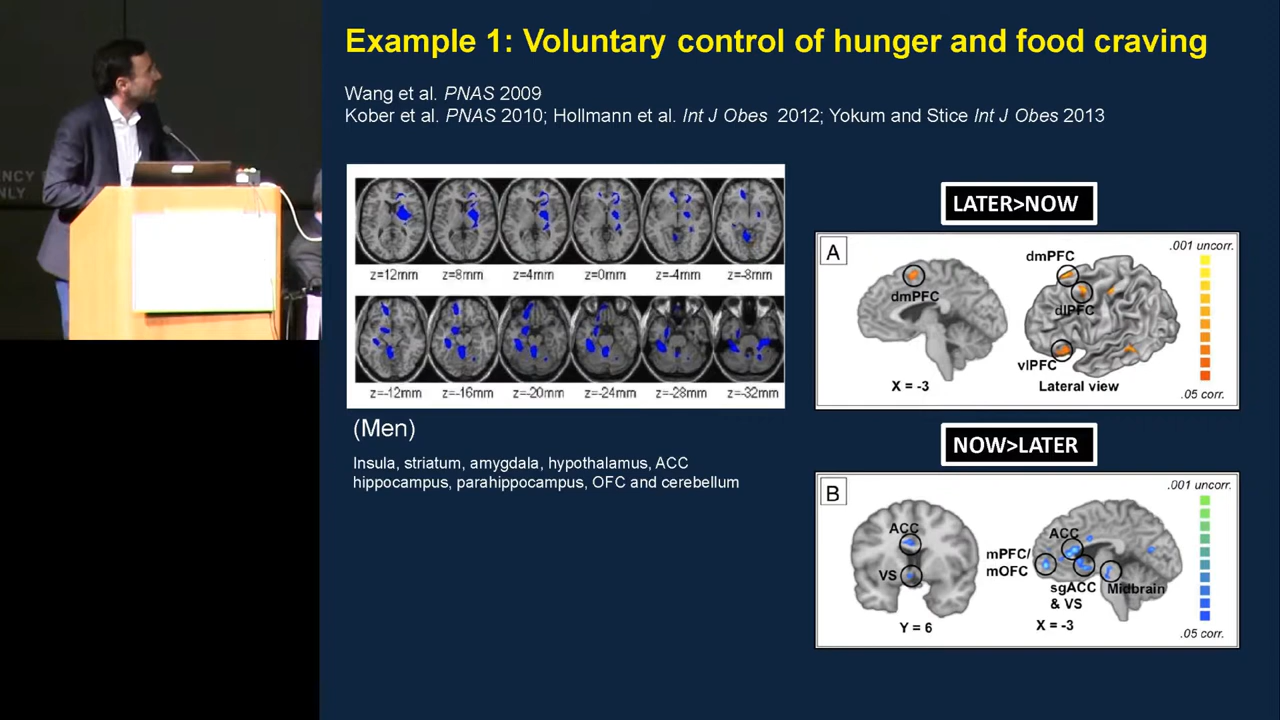 Example 1: Voluntary control of hunger and food craving
Wang et al. PNAS 2009
Kober et al. PNAS 2010; Hollmann et al. Int J Obes 2012; Yokum and Stice Int J Obes 2013
ENCY
NLY
z=12mm z=8mm z=4mm z=0mm z=-4mm z=-8mm
z=-12mm z=-16mm z=-20mm z=-24mm z=-28mm z=-32mm
(Men)
Insula, striatum, amygdala, hypothalamus, ACC
hippocampus, parahippocampus, OFC and cerebellum
LATER>NOW
A
.001 uncorr.
dmPFC
dmPFC
dlPFC
vlPFC
X = -3
Lateral view
.05 corr.
NOW>LATER
B
.001 uncorr.
ACC
VS
Y = 6
ACC
mPFC/
mOFC
sgACC
& VS
Midbrain
X = -3
.05 corr.